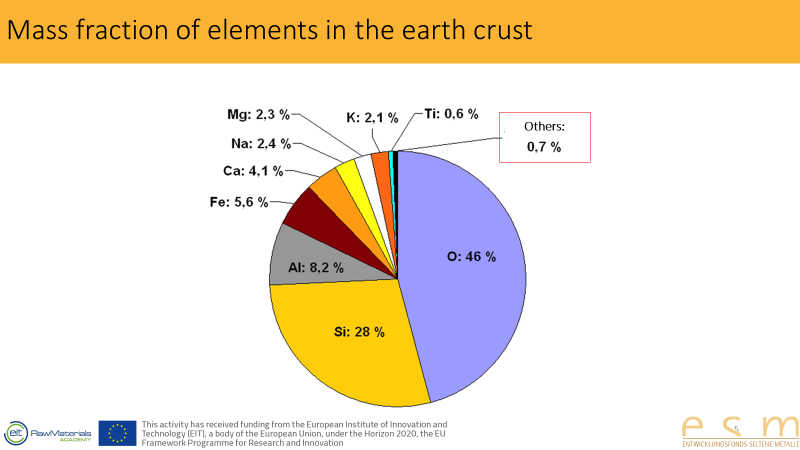 Mass fraction of elements in the earth crust
Mg: 2,3 %
K: 2,1 %
Ti: 0,6 %
Others:
0,7 %
Na: 2,4 %
Ca: 4,1 %
Fe: 5,6 %
Al: 8,2 %
O: 46 %
Si: 28 %
eit RawMaterials
ACADEMY
This activity has received funding from the European Institute of Innovation and
Technology (EIT), a body of the European Union, under the Horizon 2020, the EU
Framework Programme for Research and Innovation
5
esm
ENTWICKLUNGSFONDS SELTENE METALLE